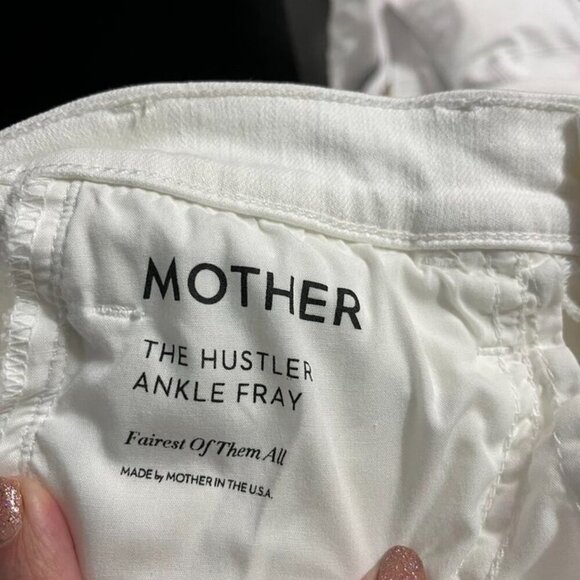 MOTHER
THE HUSTLER
ANKLE FRAY
Fairest Of Them All
MADE by MOTHER IN THE U.S.A.